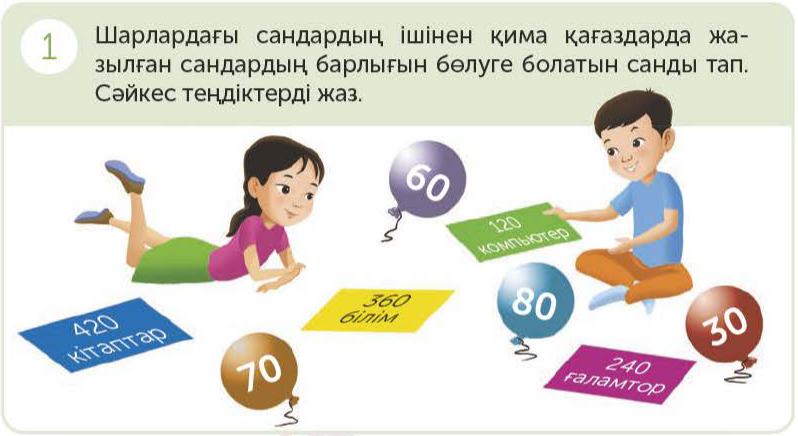 1
Шарлардағы сандардың ішінен қима қағаздарда жа-
зылған сандардың барлығын бөлуге болатын санды тап.
Сәйкес теңдіктерді жаз.
60
120
компьютер
360
білім
80
30
420
кітаптар
70
240
ғаламтор